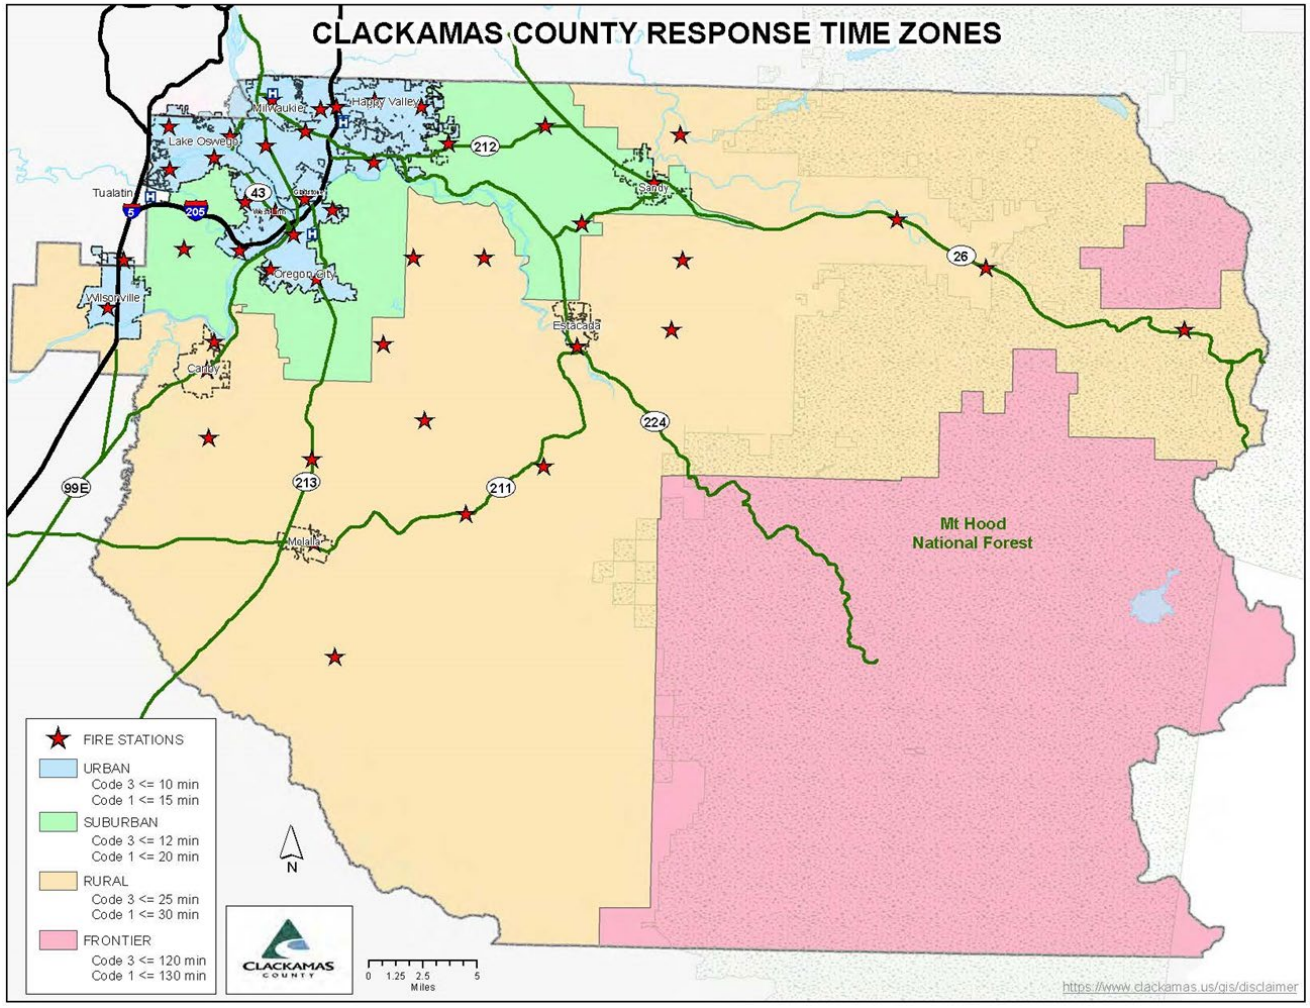 CLACKAMAS COUNTY RESPONSE TIME ZONES
H
Milwaukie
Happy Valley
H
Lake Oswego
212
Sandy
Tualatin
H
43
Gladstone
West Linn
5
205
H
26
Oregon City
Wilsonville
Estacada
Canby
224
99E
213
211
Mt Hood
National Forest
Molalla
FIRE STATIONS
URBAN
Code 3 <= 10 min
Code 1 <= 15 min
SUBURBAN
Code 3 <= 12 min
Code 1 <= 20 min
RURAL
Code 3 <= 25 min
Code 1 <= 30 min
FRONTIER
Code 3 <= 120 min
Code 1 <= 130 min
N
CLACKAMAS
COUNTY
0 1.25 2.5 5
Miles
https://www.clackamas.us/gis/disclaimer